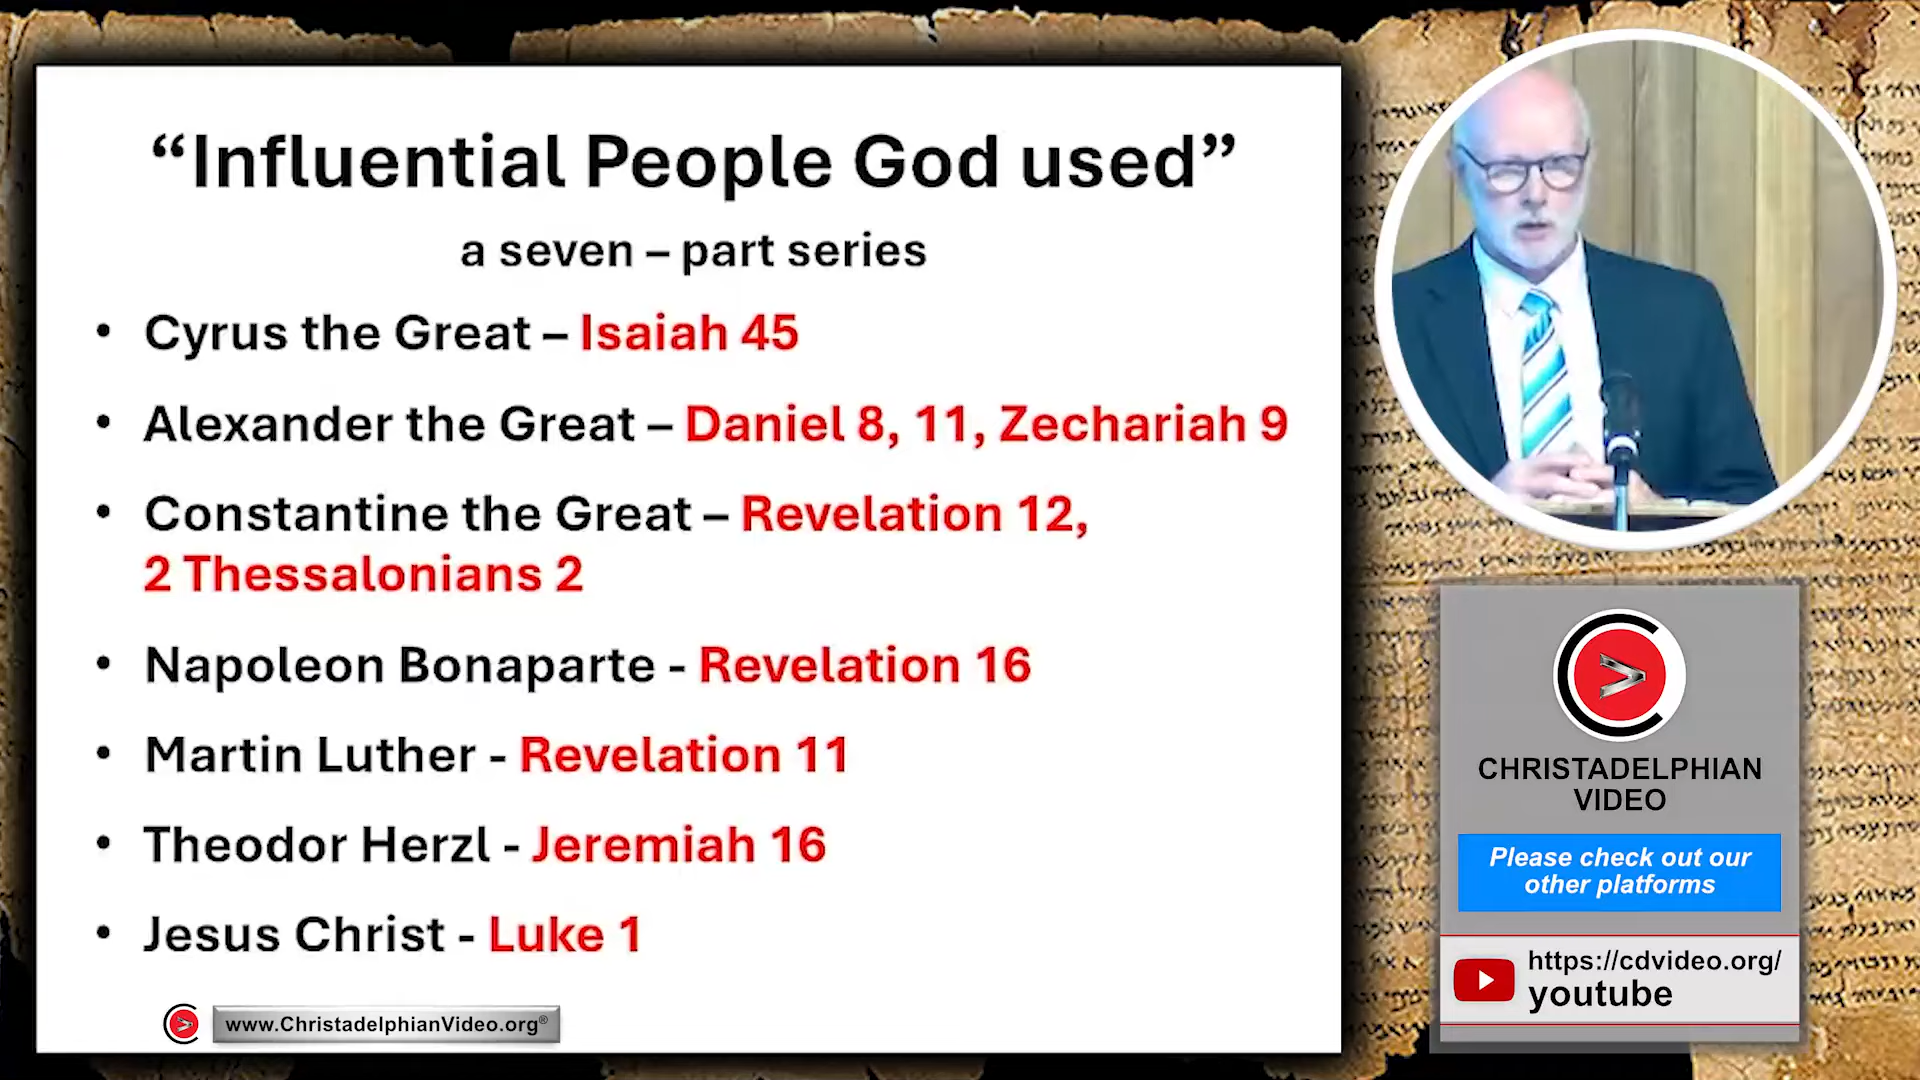 “Influential People God used”
a seven – part series
• Cyrus the Great – Isaiah 45
• Alexander the Great – Daniel 8, 11, Zechariah 9
• Constantine the Great – Revelation 12,
2 Thessalonians 2
• Napoleon Bonaparte - Revelation 16
• Martin Luther - Revelation 11
• Theodor Herzl - Jeremiah 16
• Jesus Christ - Luke 1
www.ChristadelphianVideo.org®
CHRISTADELPHIAN
VIDEO
Please check out our
other platforms
https://cdvideo.org/
youtube